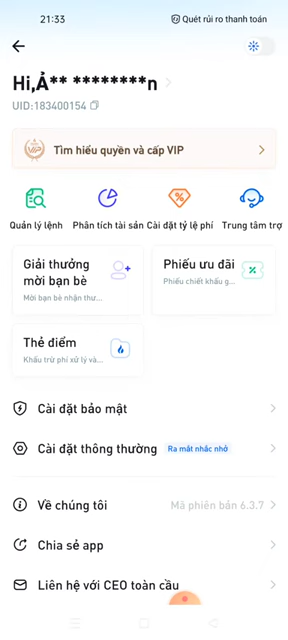 21:33
Quét rủi ro thanh toán
Hi,Ả** ********n
UID:183400154
VIP
Tìm hiểu quyền và cấp VIP
Quản lý lệnh
Phân tích tài sản
Cài đặt tỷ lệ phí
Trung tâm trợ
Giải thưởng
mời bạn bè
Mời bạn bè nhận thư...
Phiếu ưu đãi
Phiếu chiết khấu g...
Thẻ điểm
Khấu trừ phí xử lý và...
Cài đặt bảo mật
Cài đặt thông thường
Ra mắt nhắc nhở
Về chúng tôi
Mã phiên bản 6.3.7
Chia sẻ app
Liên hệ với CEO toàn cầu